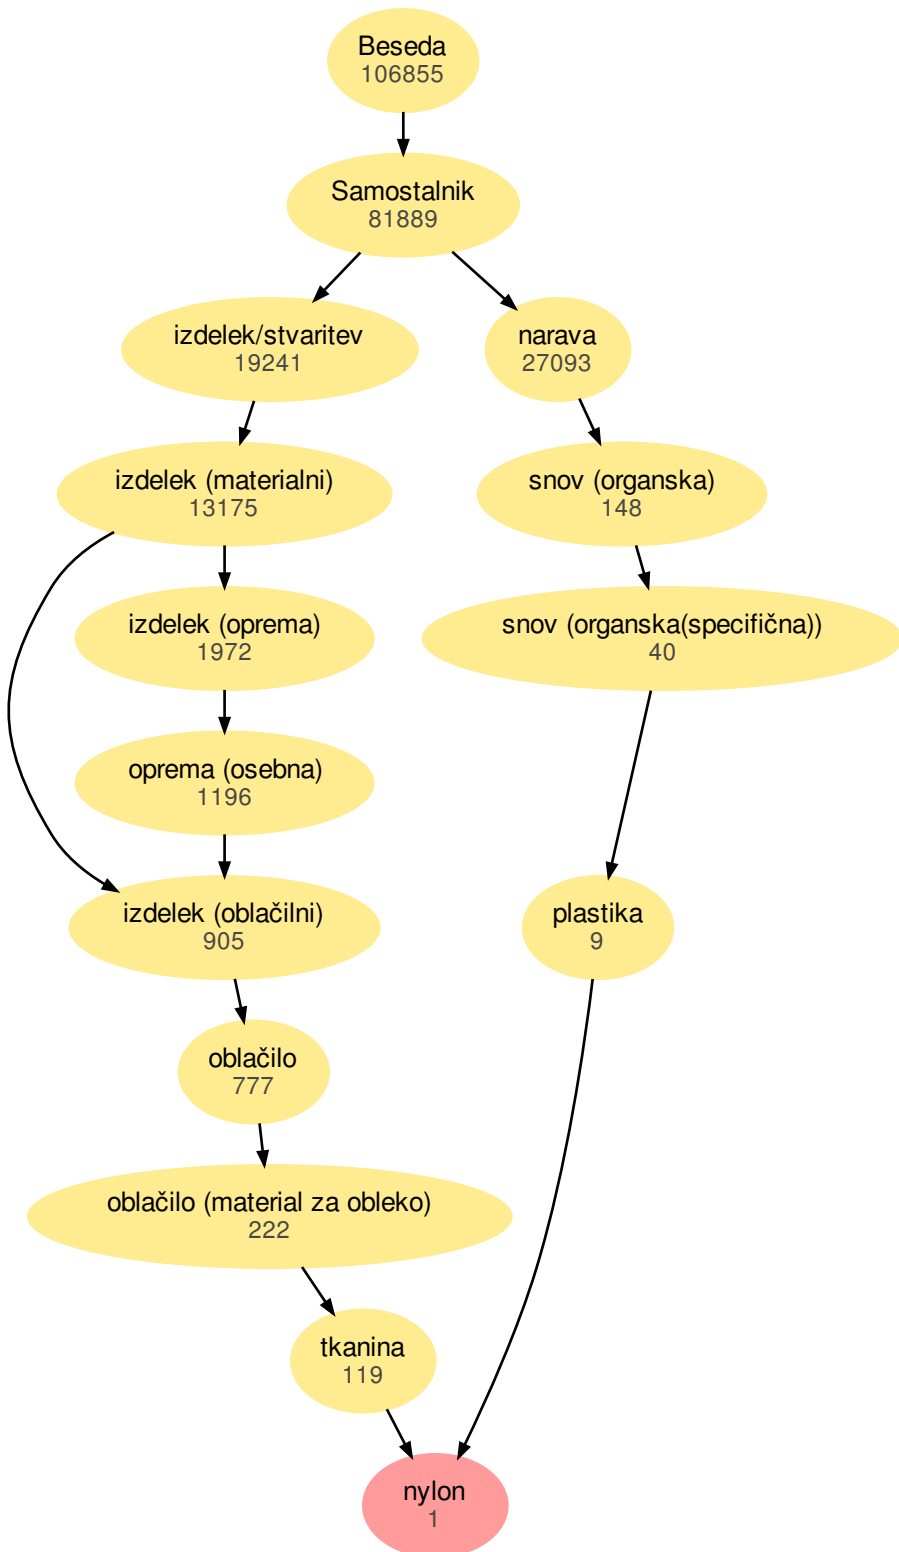 Beseda
106855
Samostalnik
81889
izdelek/stvaritev
19241
narava
27093
izdelek (materialni)
13175
snov (organska)
148
izdelek (oprema)
1972
snov (organska(specifična))
40
oprema (osebna)
1196
izdelek (oblačilni)
905
plastika
9
oblačilo
777
oblačilo (material za obleko)
222
tkanina
119
nylon
1